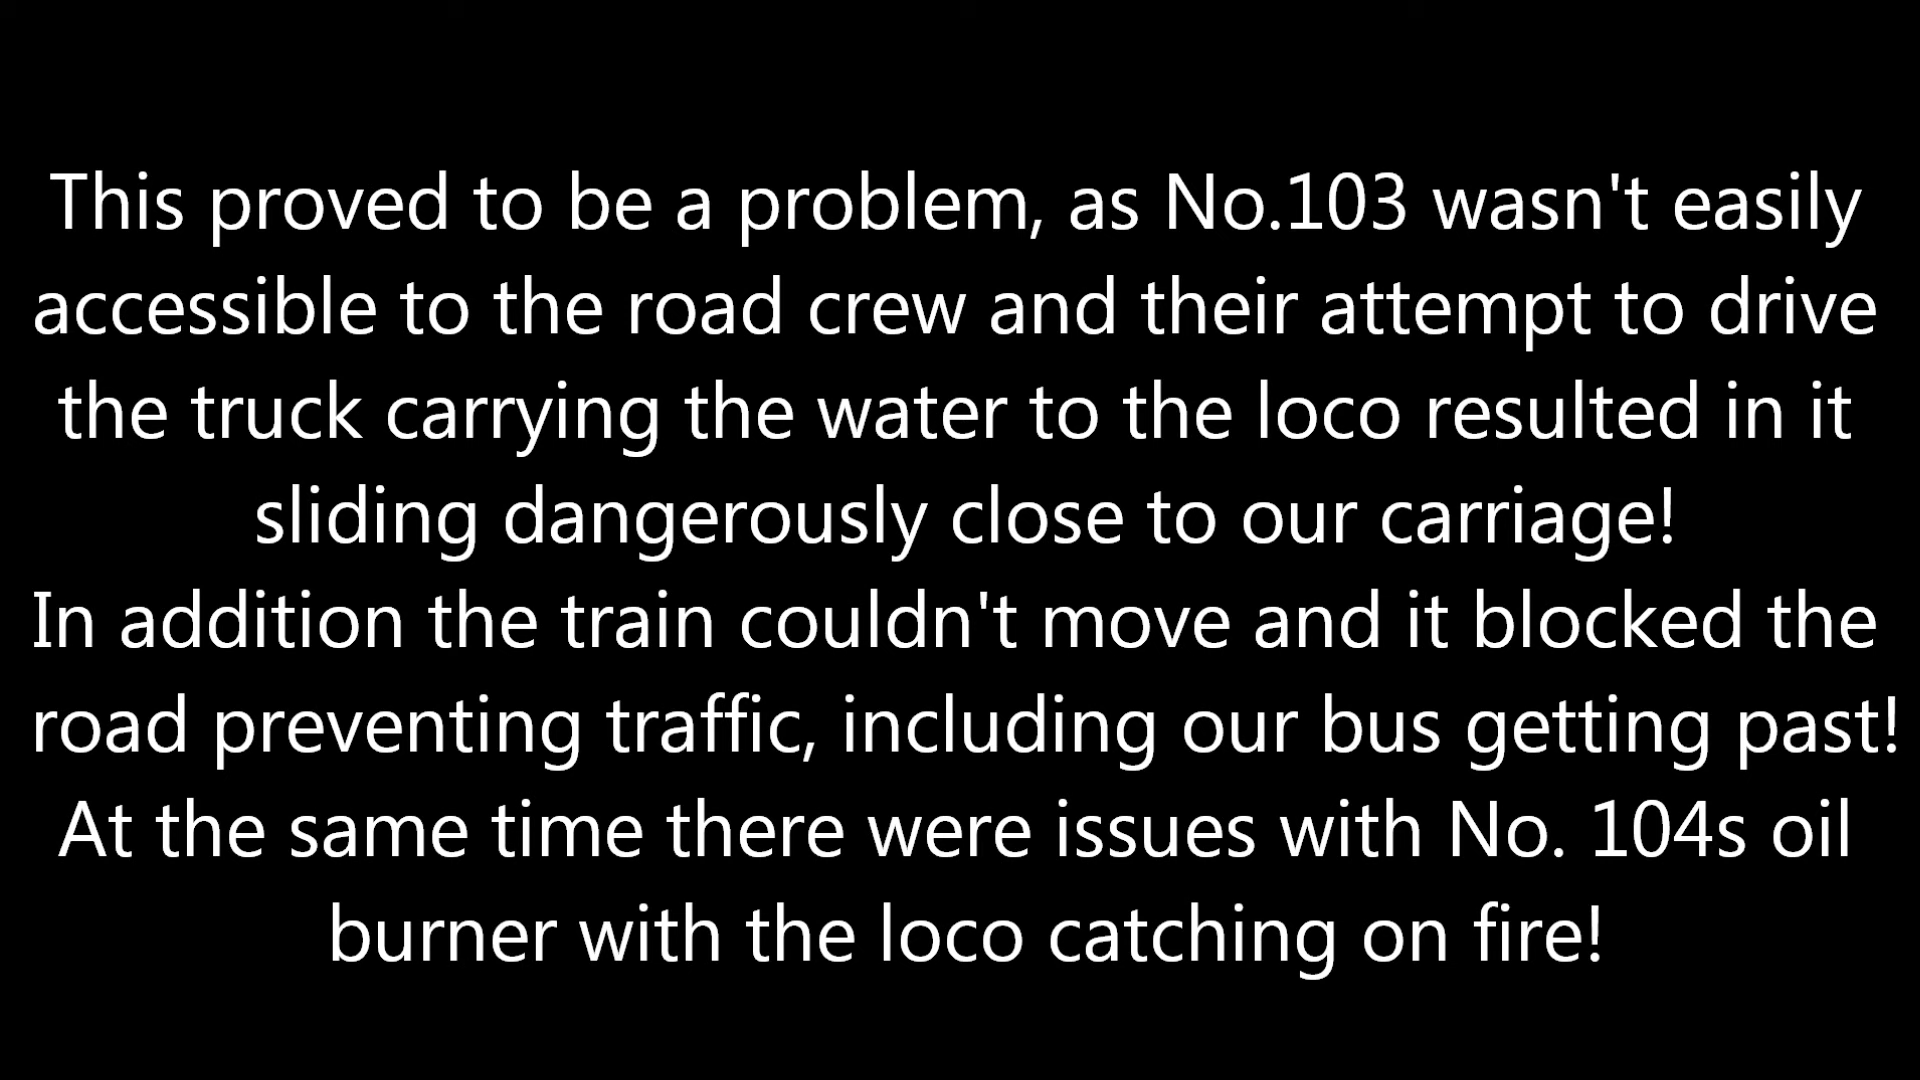 This proved to be a problem, as No.103 wasn't easily
accessible to the road crew and their attempt to drive
the truck carrying the water to the loco resulted in it
sliding dangerously close to our carriage!
In addition the train couldn't move and it blocked the
road preventing traffic, including our bus getting past!
At the same time there were issues with No. 104s oil
burner with the loco catching on fire!